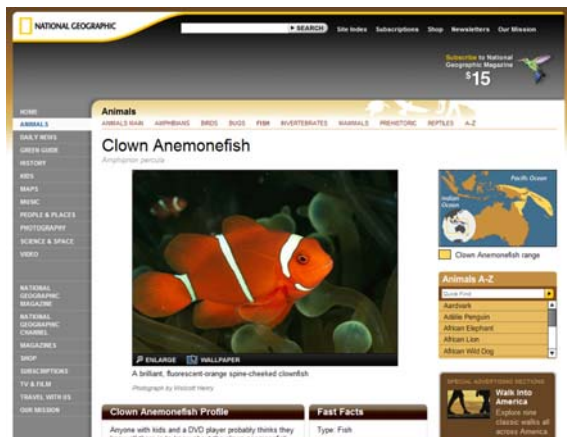 NATIONAL GEOGRAPHIC
SEARCH
Site Index Subscriptions Shop Newsletters Our Mission
Subscribe to National
Geographic Magazine
$15
HOME
ANIMALS
DAILY NEWS
GREEN GUIDE
HISTORY
KIDS
MAPS
MUSIC
PEOPLE & PLACES
PHOTOGRAPHY
SCIENCE & SPACE
VIDEO
NATIONAL
GEOGRAPHIC
MAGAZINE
NATIONAL
GEOGRAPHIC
CHANNEL
MAGAZINES
SHOP
SUBSCRIPTIONS
TV & FILM
TRAVEL WITH US
OUR MISSION
Animals
ANIMALS MAIN AMPHIBIANS BIRDS BUGS FISH INVERTEBRATES MAMMALS PREHISTORIC REPTILES A-Z
Clown Anemonefish
Amphiprion percula
ENLARGE WALLPAPER
A brilliant, fluorescent-orange spine-cheeked clownfish
Photograph by Wolcott Henry
Clown Anemonefish Profile
Anyone with kids and a DVD player probably thinks they
Fast Facts
Type: Fish
Pacific Ocean
Indian
Ocean
Clown Anemonefish range
Animals A-Z
Quick Find
Aardvark
Adélie Penguin
African Elephant
African Lion
African Wild Dog
SPECIAL ADVERTISING SECTIONS
Walk Into
America
Explore nine
classic walks all
across America